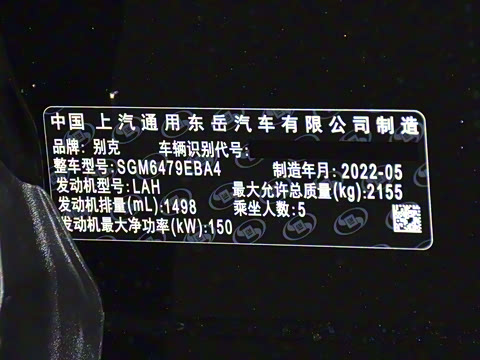 中国 上汽通用东岳汽车有限公司制造
品牌: 别克 车辆识别代号:
整车型号: SGM6479EBA4 制造年月: 2022-05
发动机型号: LAH 最大允许总质量(kg):2155
发动机排量(mL):1498 乘坐人数:5
发动机最大净功率(kW):150